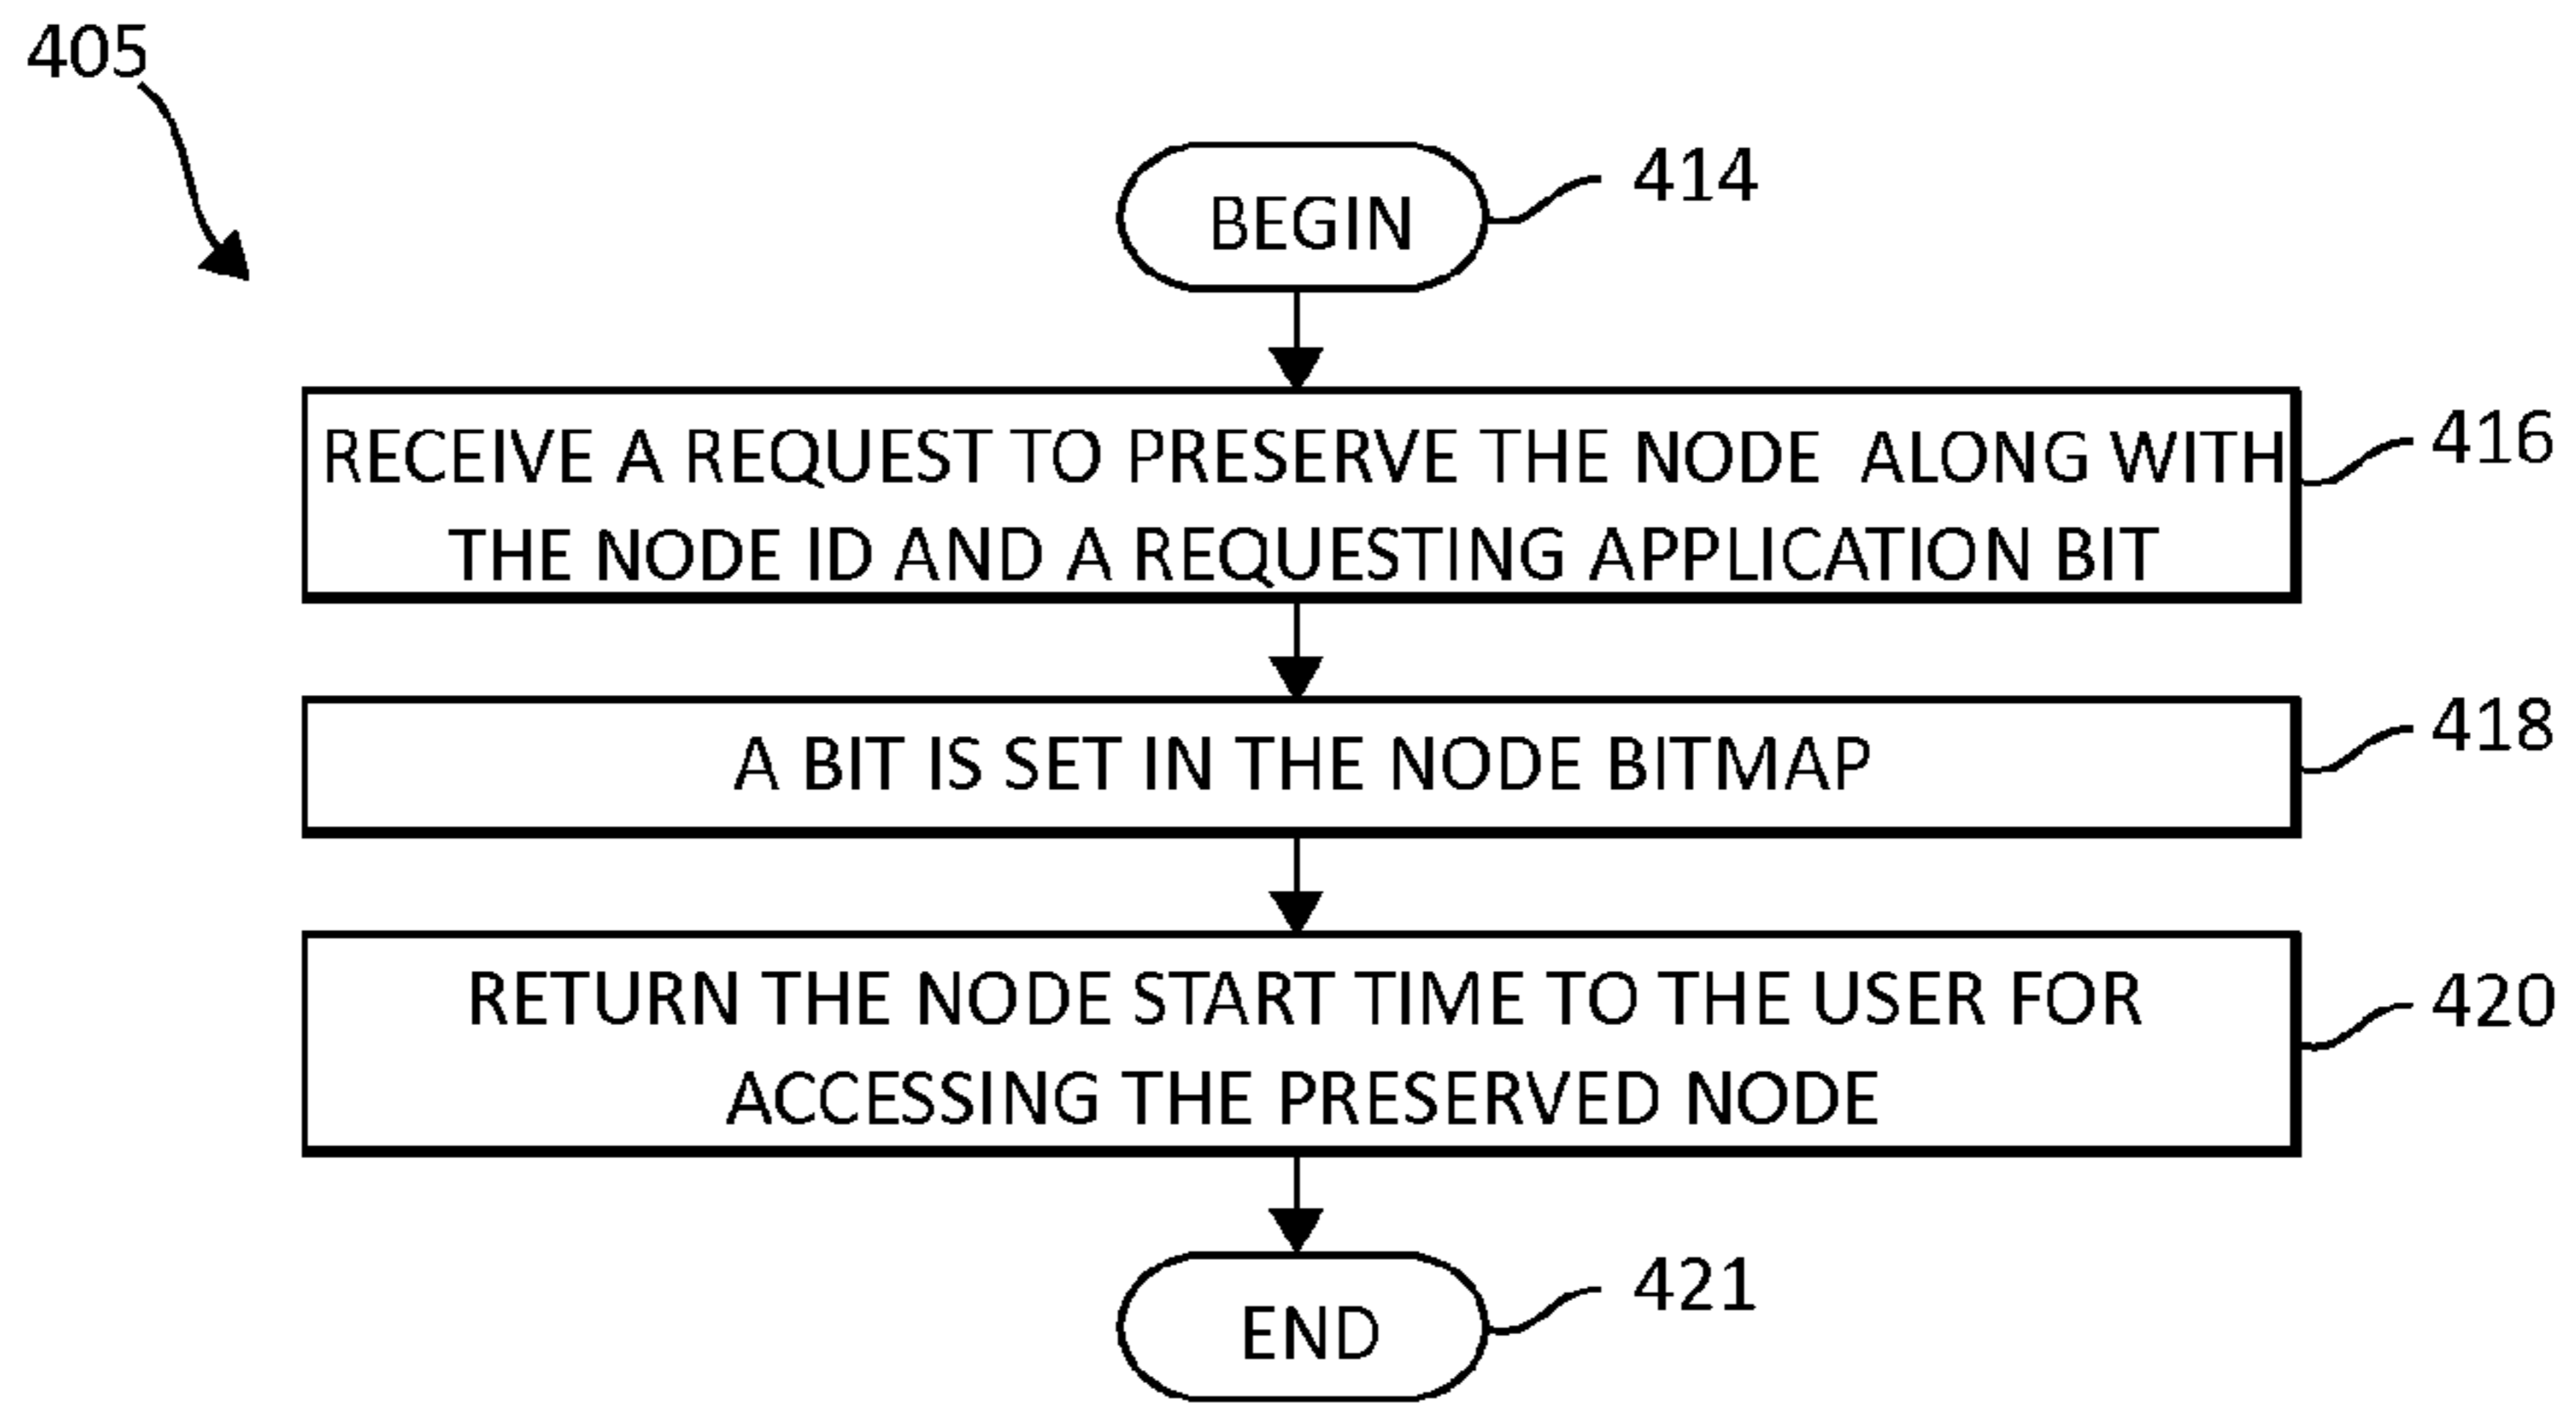 405
BEGIN
414
RECEIVE A REQUEST TO PRESERVE THE NODE ALONG WITH
THE NODE ID AND A REQUESTING APPLICATION BIT
416
A BIT IS SET IN THE NODE BITMAP
418
RETURN THE NODE START TIME TO THE USER FOR
ACCESSING THE PRESERVED NODE
420
END
421